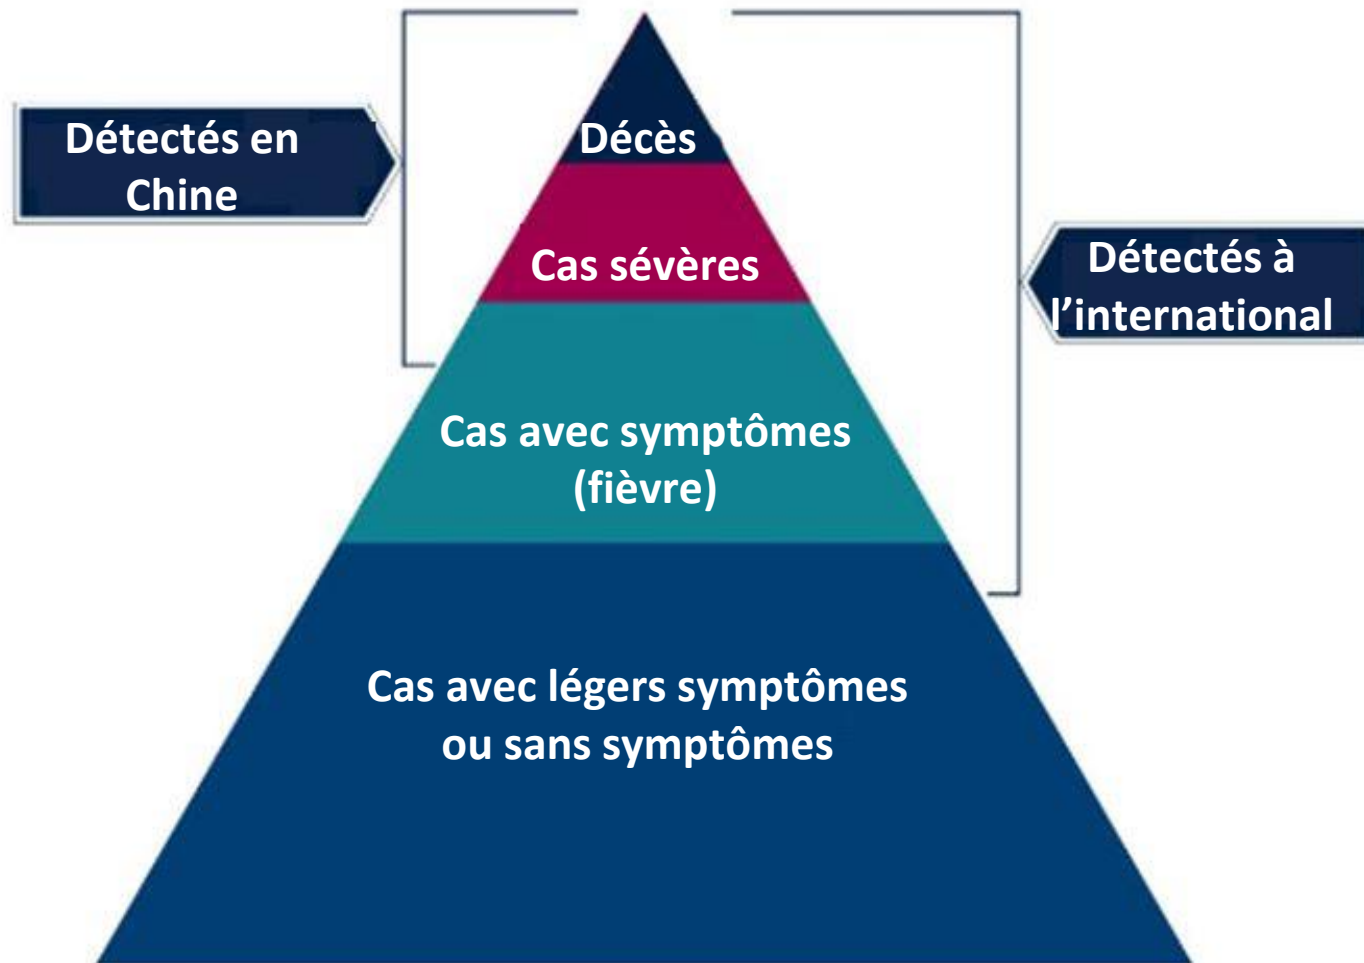 Détectés en
Chine
Décès
Cas sévères
Détectés à
l’international
Cas avec symptômes
(fièvre)
Cas avec légers symptômes
ou sans symptômes